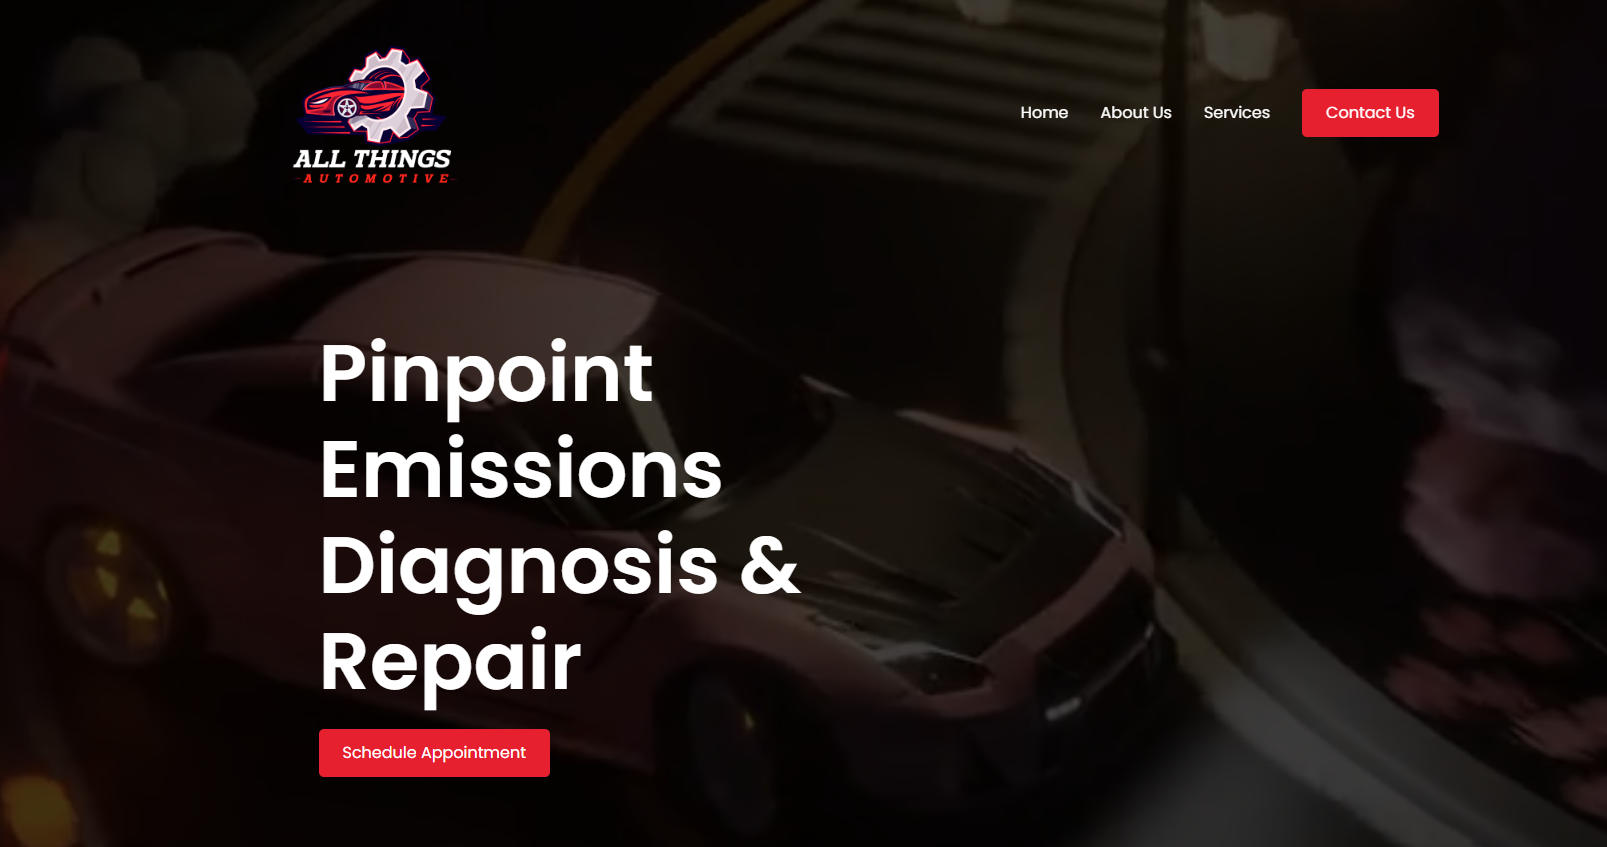 ALL THINGS
AUTOMOTIVE
Home About Us Services Contact Us
Pinpoint
Emissions
Diagnosis &
Repair
Schedule Appointment